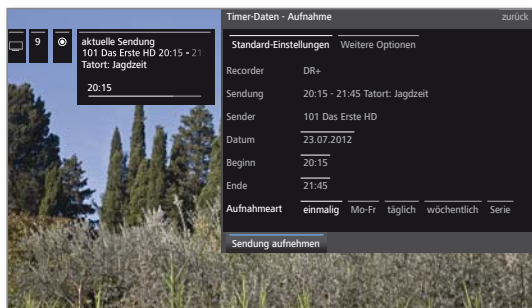 9
aktuelle Sendung
101 Das Erste HD 20:15 - 21:
Tatort: Jagdzeit
20:15
Timer-Daten - Aufnahme zurück
Standard-Einstellungen Weitere Optionen
Recorder DR+
Sendung 20:15 - 21:45 Tatort: Jagdzeit
Sender 101 Das Erste HD
Datum 23.07.2012
Beginn 20:15
Ende 21:45
Aufnahmeart einmalig Mo-Fr täglich wöchentlich Serie
Sendung aufnehmen